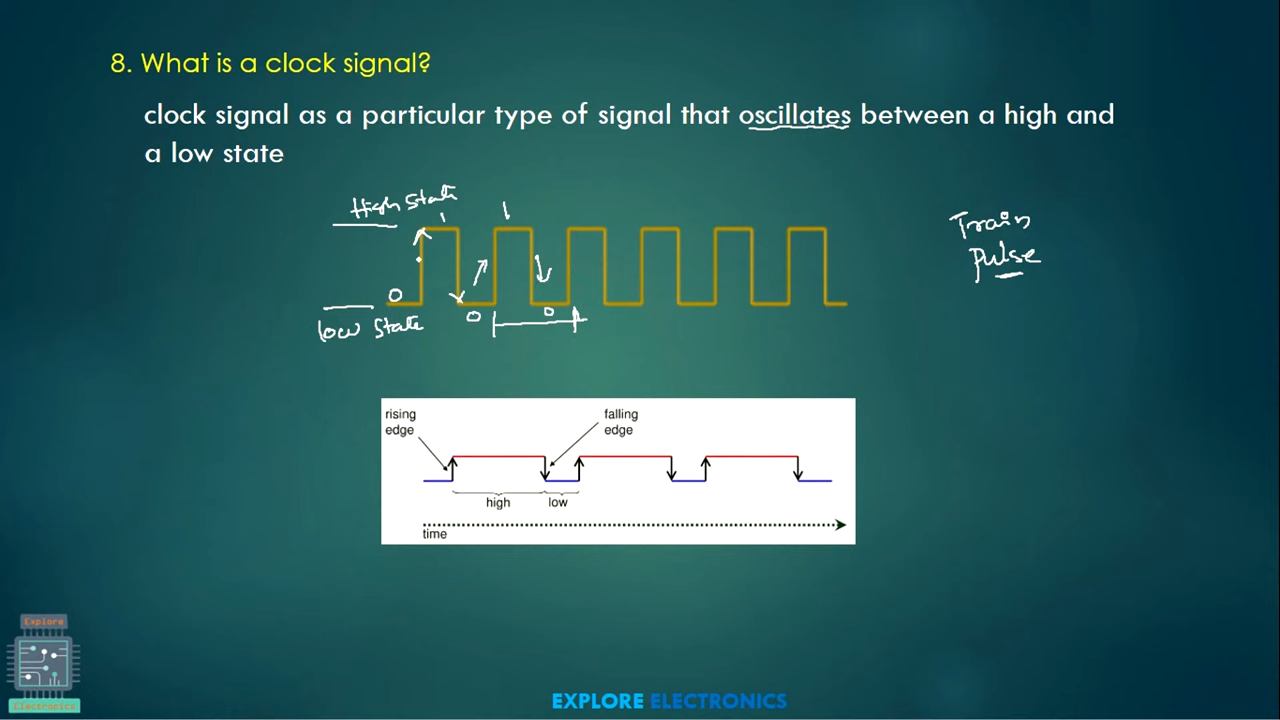 8. What is a clock signal?
clock signal as a particular type of signal that oscillates between a high and
a low state
High State
1
1
Train
Pulse
0
0
0
low State
rising
edge
falling
edge
high
low
time
Explore
Electronics
EXPLORE ELECTRONICS